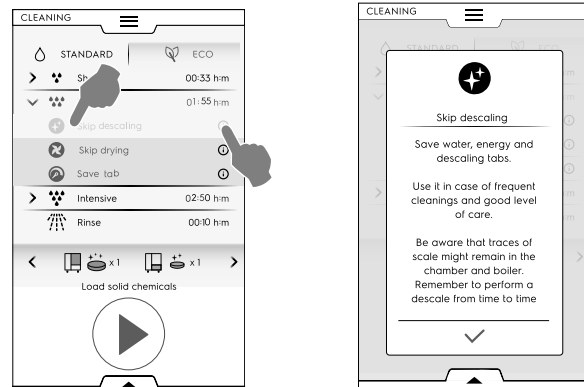 CLEANING
STANDARD
ECO
00:33 h:m
01:55 h:m
Skip descaling
Skip drying
Save tab
Intensive 02:50 h:m
Rinse 00:10 h:m
x 1 x 1
Load solid chemicals
CLEANING
STANDARD ECO
Skip descaling
Save water, energy and
descaling tabs.
Use it in case of frequent
cleanings and good level
of care.
Be aware that traces of
scale might remain in the
chamber and boiler.
Remember to perform a
descale from time to time